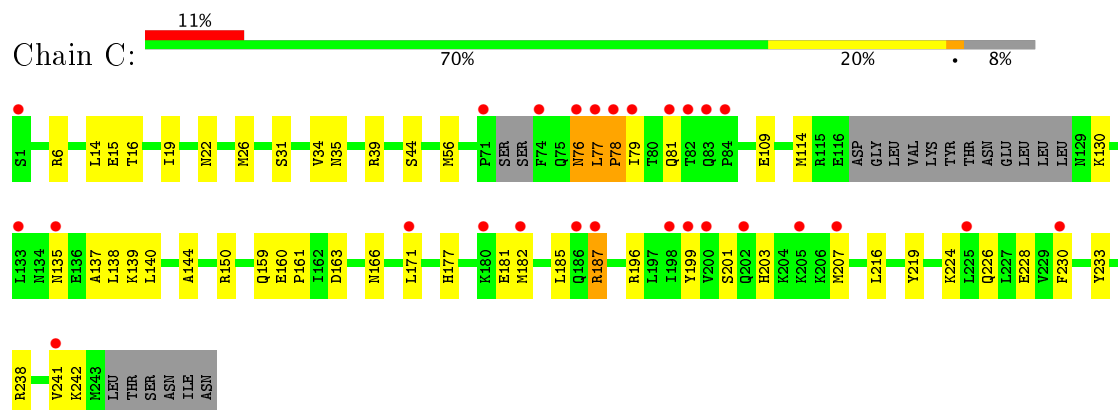 11%
Chain C:
70% 20% • 8%
S1 R6 L14 E15 T16 I19 N22 M26 S31 V34 N35 R39 S44 M56 P71 SER SER F74 Q75 N76 L77 P78 I79 T80 Q81 T82 Q83 P84 E109 M114 R115 E116 ASP GLY LEU VAL LYS TYR THR ASN GLU LEU LEU LEU N129 K130
L133 N134 N135 E136 A137 L138 K139 L140 A144 R150 Q159 E160 P161 I162 D163 N166 L171 H177 K180 E181 M182 L185 Q186 R187 R196 L197 I198 Y199 V200 S201 Q202 H203 K204 K205 K206 M207 L216 Y219 K224 L225 Q226 L227 E228 V229 F230 Y233
R238 V241 K242 M243 LEU THR SER ASN ILE ASN